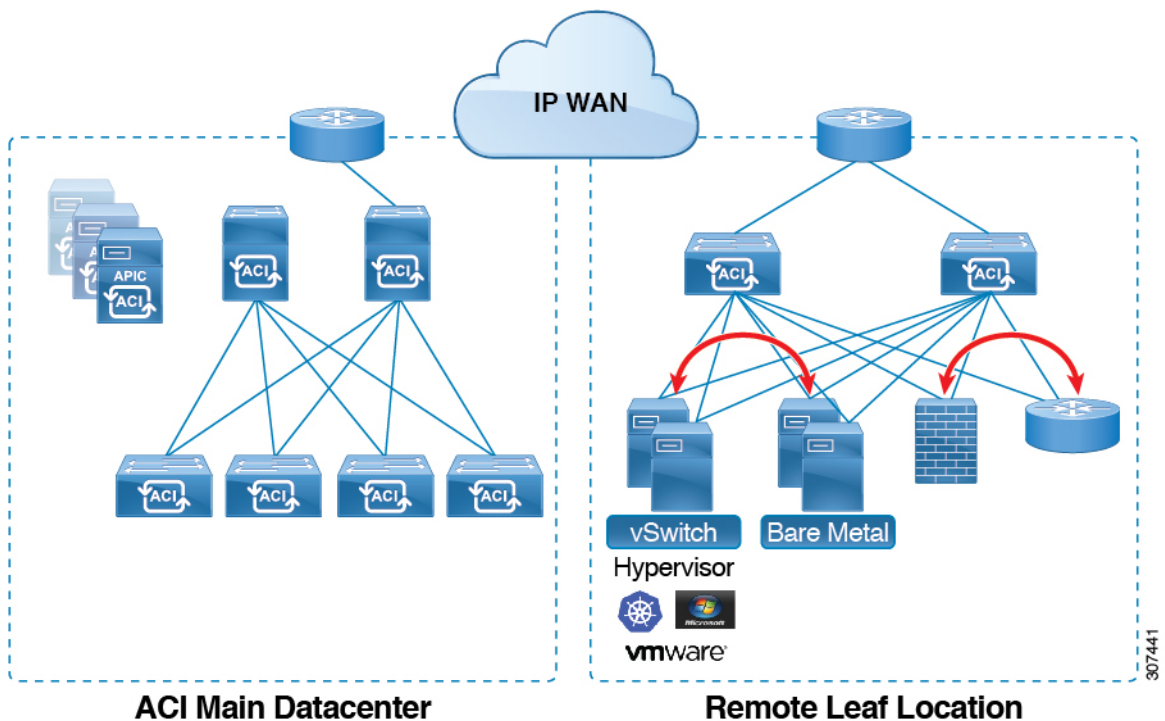 IP WAN
A
A
APIC
ACI
ACI
ACI
ACI
ACI
ACI
ACI
ACI
ACI
ACI
vSwitch
Bare Metal
Hypervisor
Microsoft
vmware
307441
ACI Main Datacenter
Remote Leaf Location